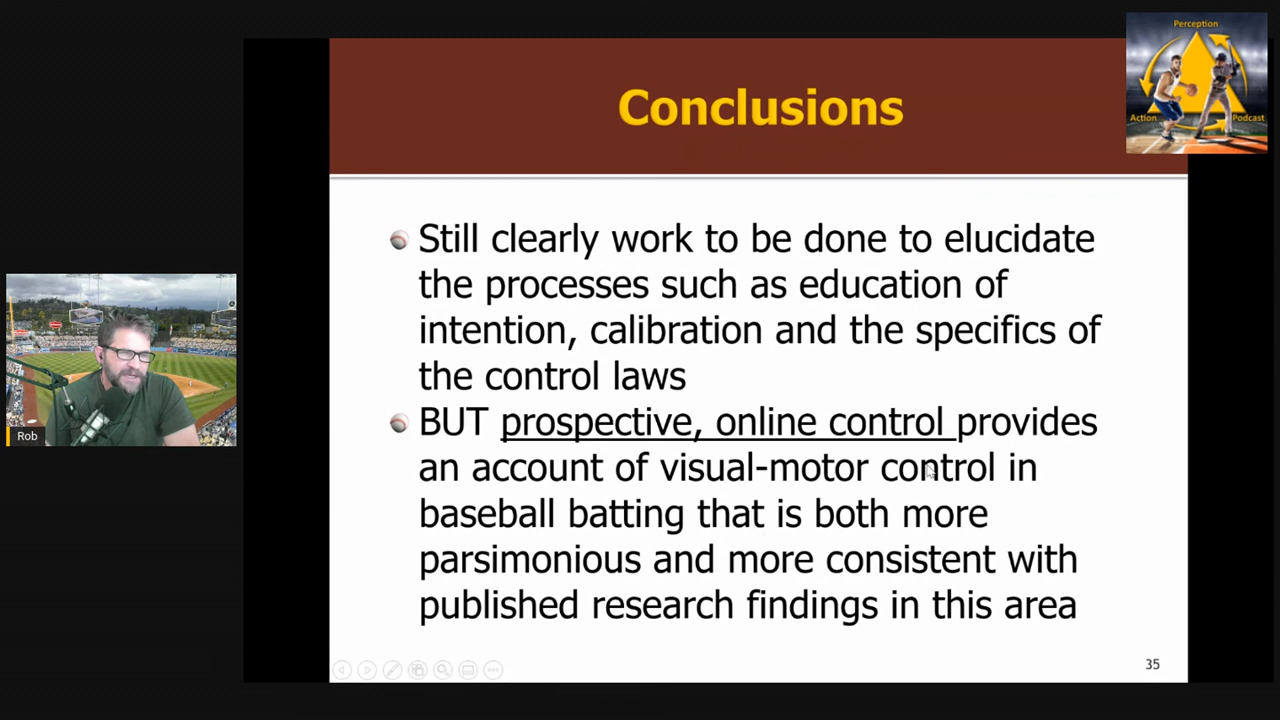 Perception
Action
Podcast
Conclusions
Still clearly work to be done to elucidate
the processes such as education of
intention, calibration and the specifics of
the control laws
BUT prospective, online control provides
an account of visual-motor control in
baseball batting that is both more
parsimonious and more consistent with
published research findings in this area
Rob
35